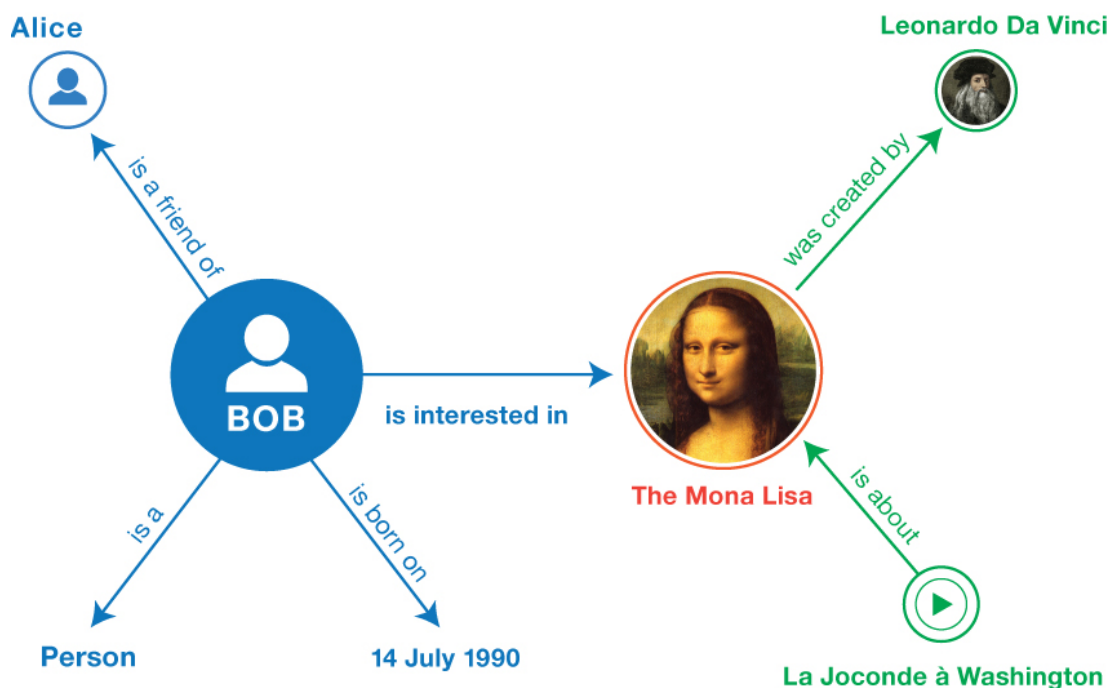 Alice
Leonardo Da Vinci
is a friend of
was created by
BOB
is interested in
The Mona Lisa
is a
is born on
is about
Person
14 July 1990
La Joconde à Washington